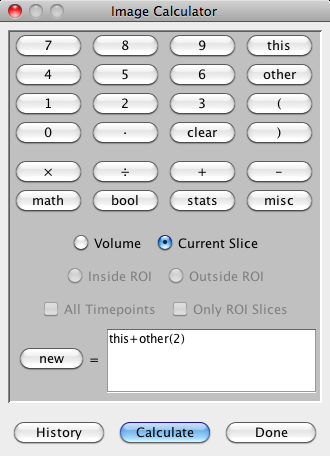 Image Calculator
7 8 9 this
4 5 6 other
1 2 3 (
0 · clear )
× ÷ + -
math bool stats misc
Volume Current Slice
Inside ROI Outside ROI
All Timepoints Only ROI Slices
new = this+other(2)
History Calculate Done